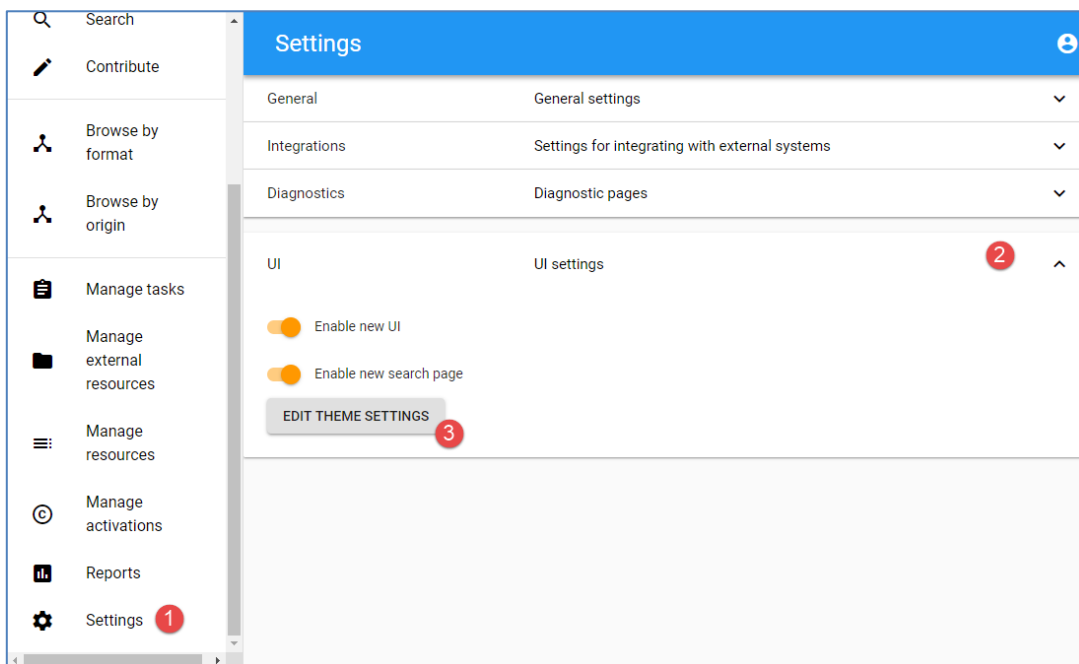 Search
Contribute
Browse by
format
Browse by
origin
Manage tasks
Manage
external
resources
Manage
resources
Manage
activations
Reports
Settings 1
Settings
General General settings
Integrations Settings for integrating with external systems
Diagnostics Diagnostic pages
UI UI settings 2
Enable new UI
Enable new search page
EDIT THEME SETTINGS
3